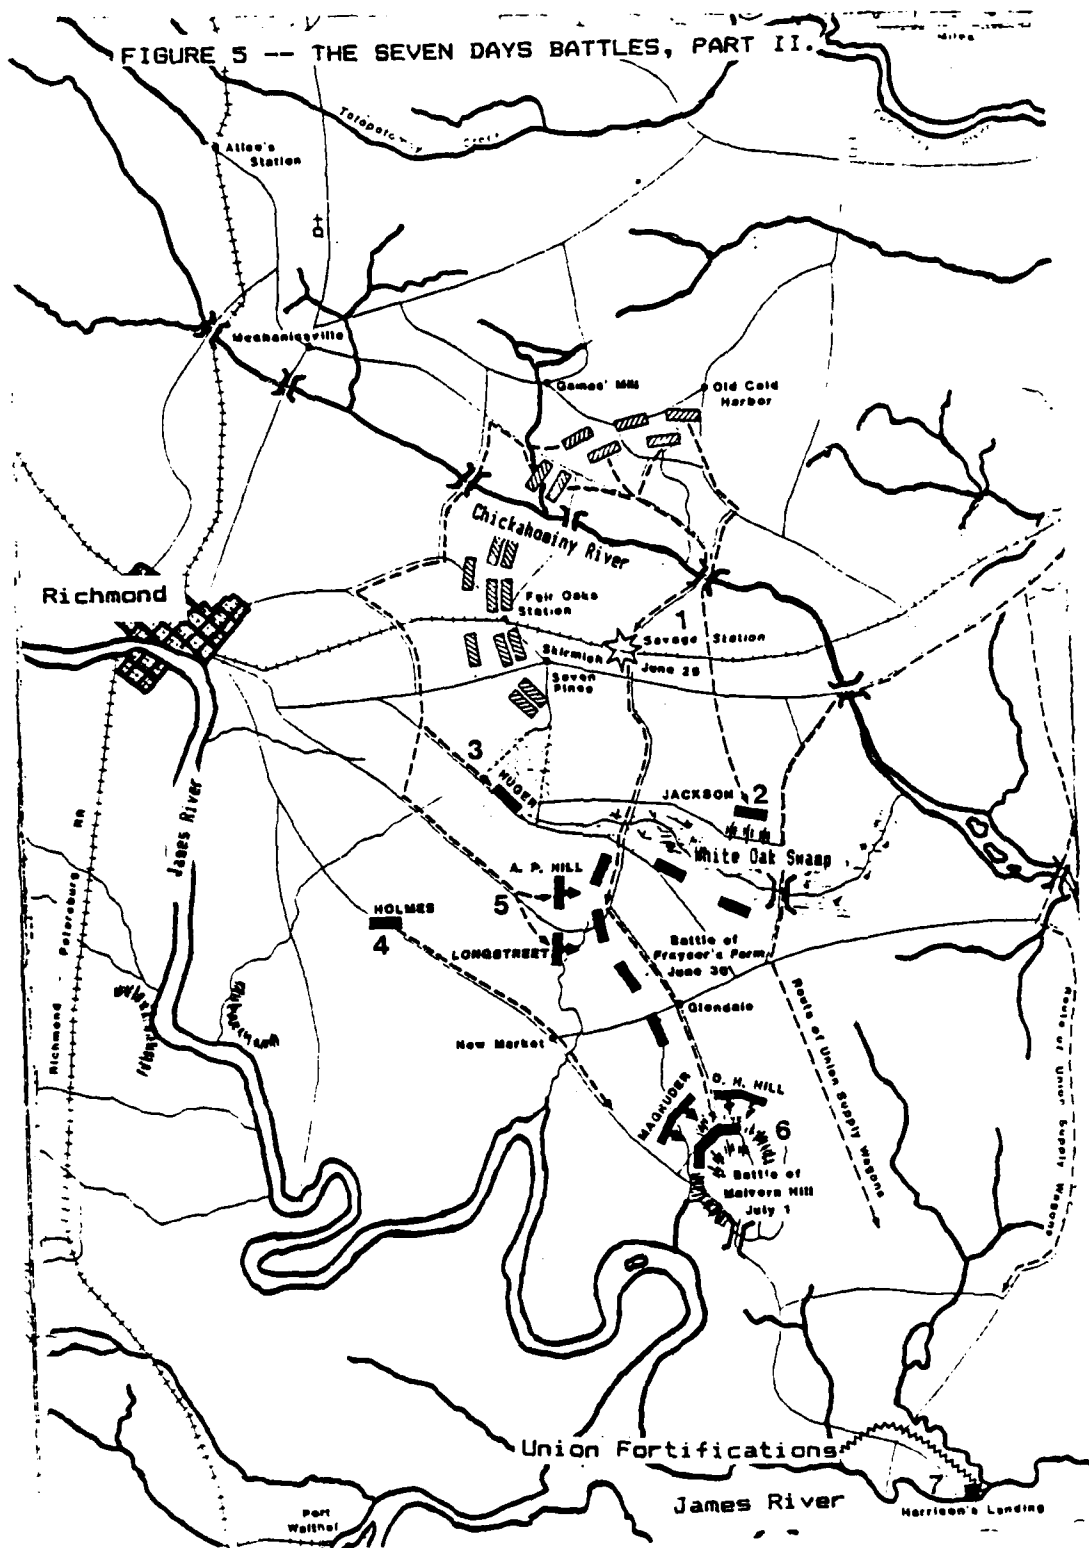 FIGURE 5 -- THE SEVEN DAYS BATTLES, PART II.
Miles
Atlee's
Station
Mechanicsville
Gaines' Mill
Old Cold
Harbor
Chickahominy River
Richmond
Fair Oaks
Station
1
Savage Station
Skirmish
June 29
Seven
Pines
3
HUGER
JACKSON
2
White Oak Swamp
James River
RR
Petersburg
Richmond
A. P. HILL
5
HOLMES
4
LONGSTREET
Battle of
Frayser's Farm
June 30
Glendale
New Market
Route of Union Supply Wagons
Route of Union Supply Wagons
MAGRUDER
D. H. HILL
6
Battle of
Malvern Hill
July 1
Union Fortifications
7
James River
Harrison's Landing
Port
Walthal